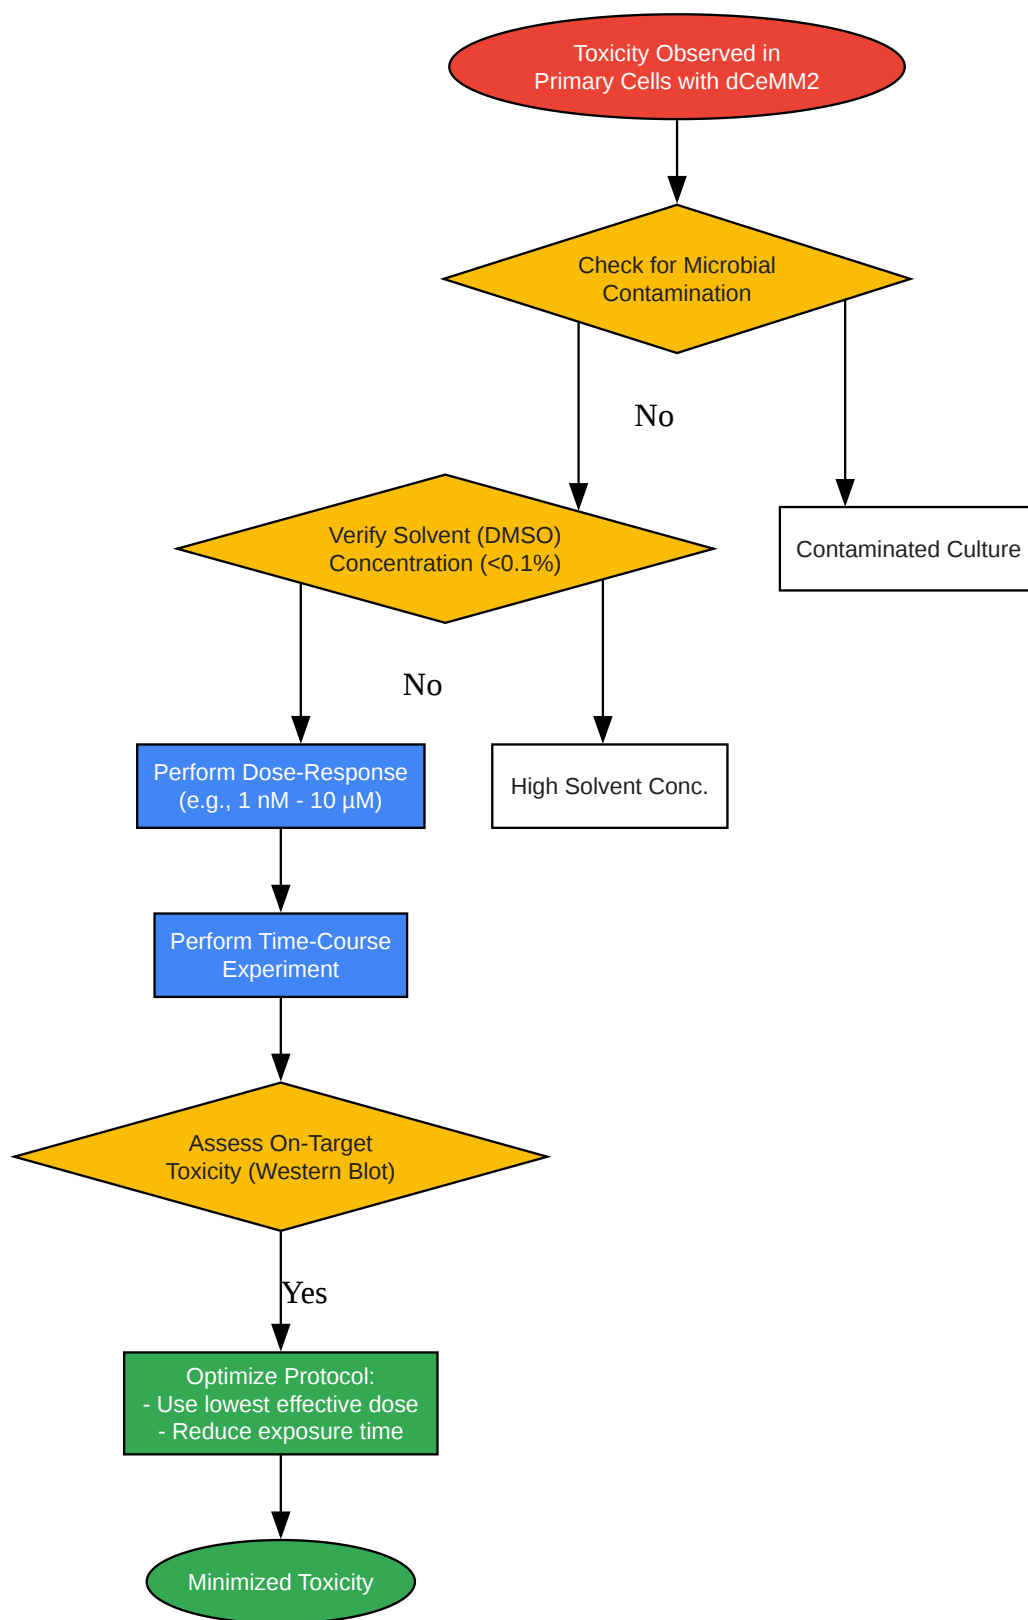 Toxicity Observed in
Primary Cells with dCeMM2
Check for Microbial
Contamination
No
Verify Solvent (DMSO)
Concentration (<0.1%)
Contaminated Culture
No
Perform Dose-Response
(e.g., 1 nM - 10 µM)
High Solvent Conc.
Perform Time-Course
Experiment
Assess On-Target
Toxicity (Western Blot)
Yes
Optimize Protocol:
- Use lowest effective dose
- Reduce exposure time
Minimized Toxicity